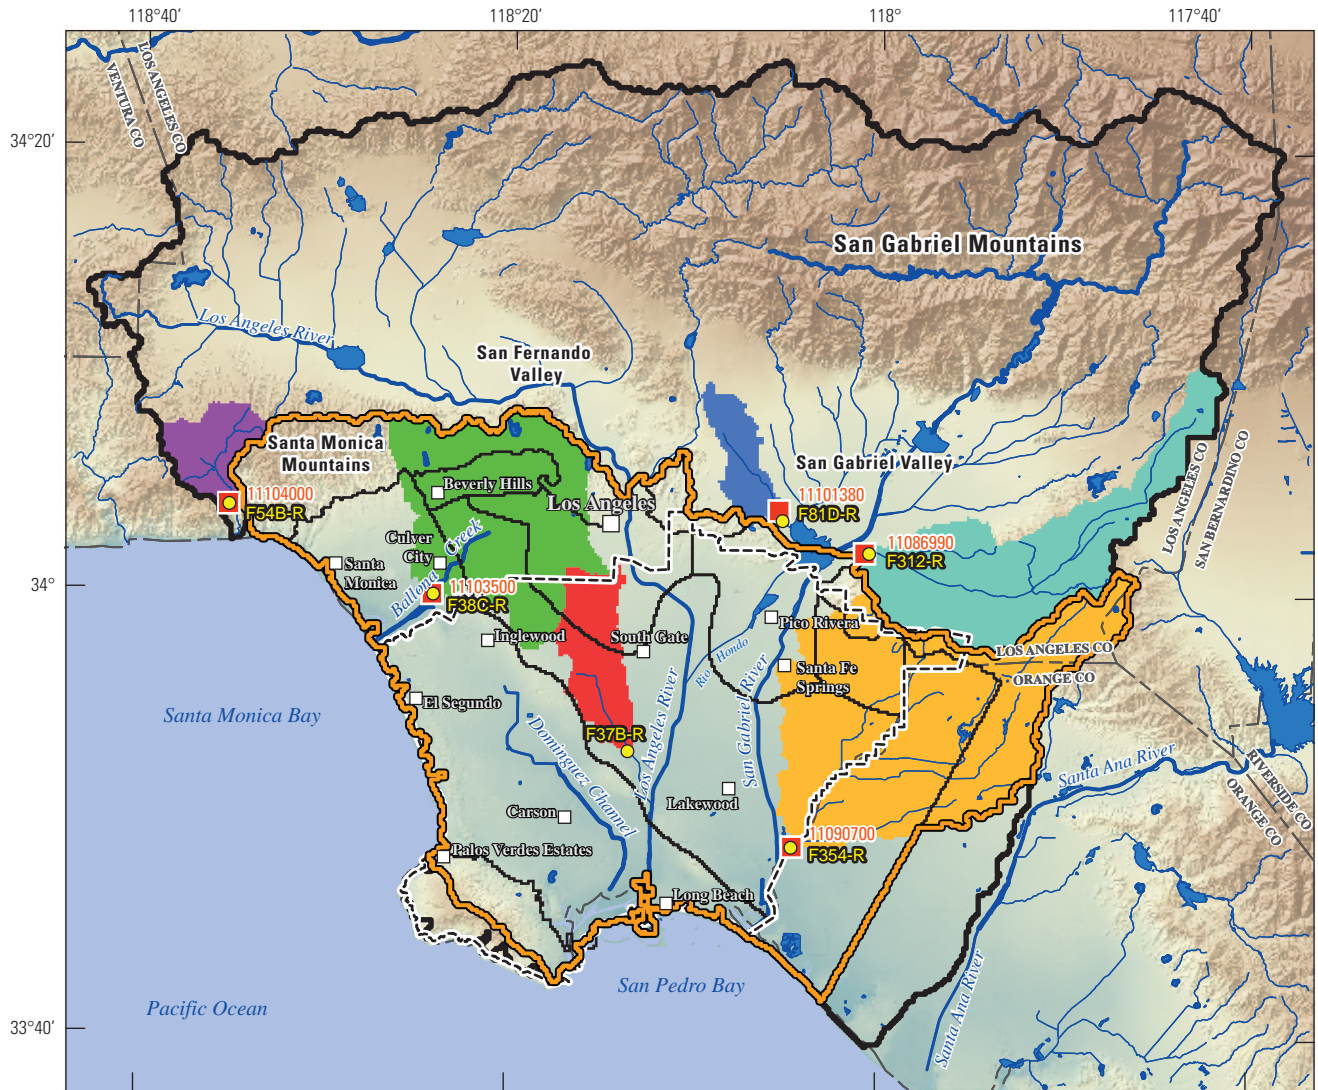 118°40′
118°20′
118°
117°40′
34°20′
34°
33°40′
VENTURA CO
LOS ANGELES CO
San Gabriel Mountains
Los Angeles River
San Fernando
Valley
Santa Monica
Mountains
San Gabriel Valley
11104000
F54B-R
Beverly Hills
Los Angeles
11101380
F81D-R
11086990
F312-R
LOS ANGELES CO
SAN BERNARDINO CO
Culver
City
Ballona Creek
Santa
Monica
11103500
F38C-R
Inglewood
South Gate
Pico Rivera
Rio Hondo
Santa Fe
Springs
LOS ANGELES CO
ORANGE CO
El Segundo
Santa Monica Bay
Dominguez Channel
F37B-R
Los Angeles River
San Gabriel River
Santa Ana River
RIVERSIDE CO
ORANGE CO
Lakewood
Carson
11090700
F354-R
Palos Verdes Estates
Long Beach
San Pedro Bay
Pacific Ocean
Santa Ana River